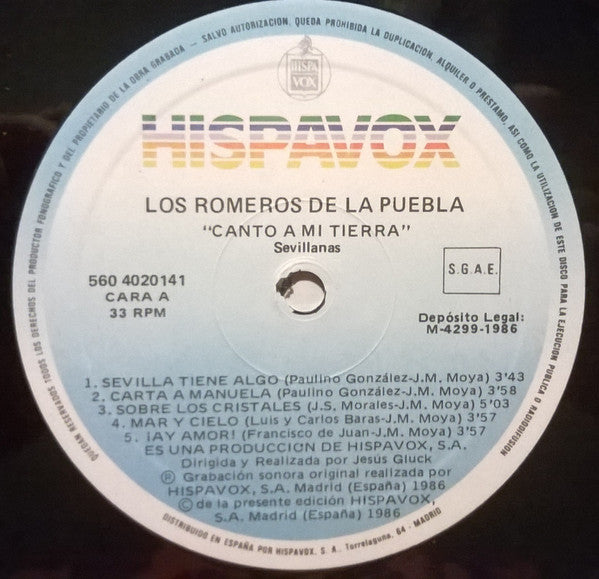 QUEDAN RESERVADOS TODOS LOS DERECHOS DEL PRODUCTOR FONOGRAFICO Y DEL PROPIETARIO DE LA OBRA GRABADA - SALVO AUTORIZACION, QUEDA PROHIBIDA LA DUPLICACION, ALQUILER O PRESTAMO, ASI COMO LA UTILIZACION DE ESTE DISCO PARA LA EJECUCION PUBLICA O RADIODIFUSION
HISPA
VOX
HISPAVOX
LOS ROMEROS DE LA PUEBLA
"CANTO A MI TIERRA"
Sevillanas
560 4020141
CARA A
33 RPM
S.G.A.E.
Depósito Legal:
M-4299-1986
1. SEVILLA TIENE ALGO (Paulino González-J.M. Moya) 3'43
2. CARTA A MANUELA (Paulino González-J.M. Moya) 3'58
3. SOBRE LOS CRISTALES (J.S. Morales-J.M. Moya) 5'03
4. MAR Y CIELO (Luis y Carlos Baras-J.M. Moya) 3'57
5. ¡AY AMOR! (Francisco de Juan-J.M. Moya) 3'57
ES UNA PRODUCCION DE HISPAVOX, S.A.
Dirigida y Realizada por Jesús Gluck
Ⓟ Grabación sonora original realizada por
HISPAVOX, S.A. Madrid (España) 1986
© de la presente edición HISPAVOX,
S.A. Madrid (España) 1986
DISTRIBUIDO EN ESPAÑA POR HISPAVOX, S. A., Torrelaguna, 64 - MADRID